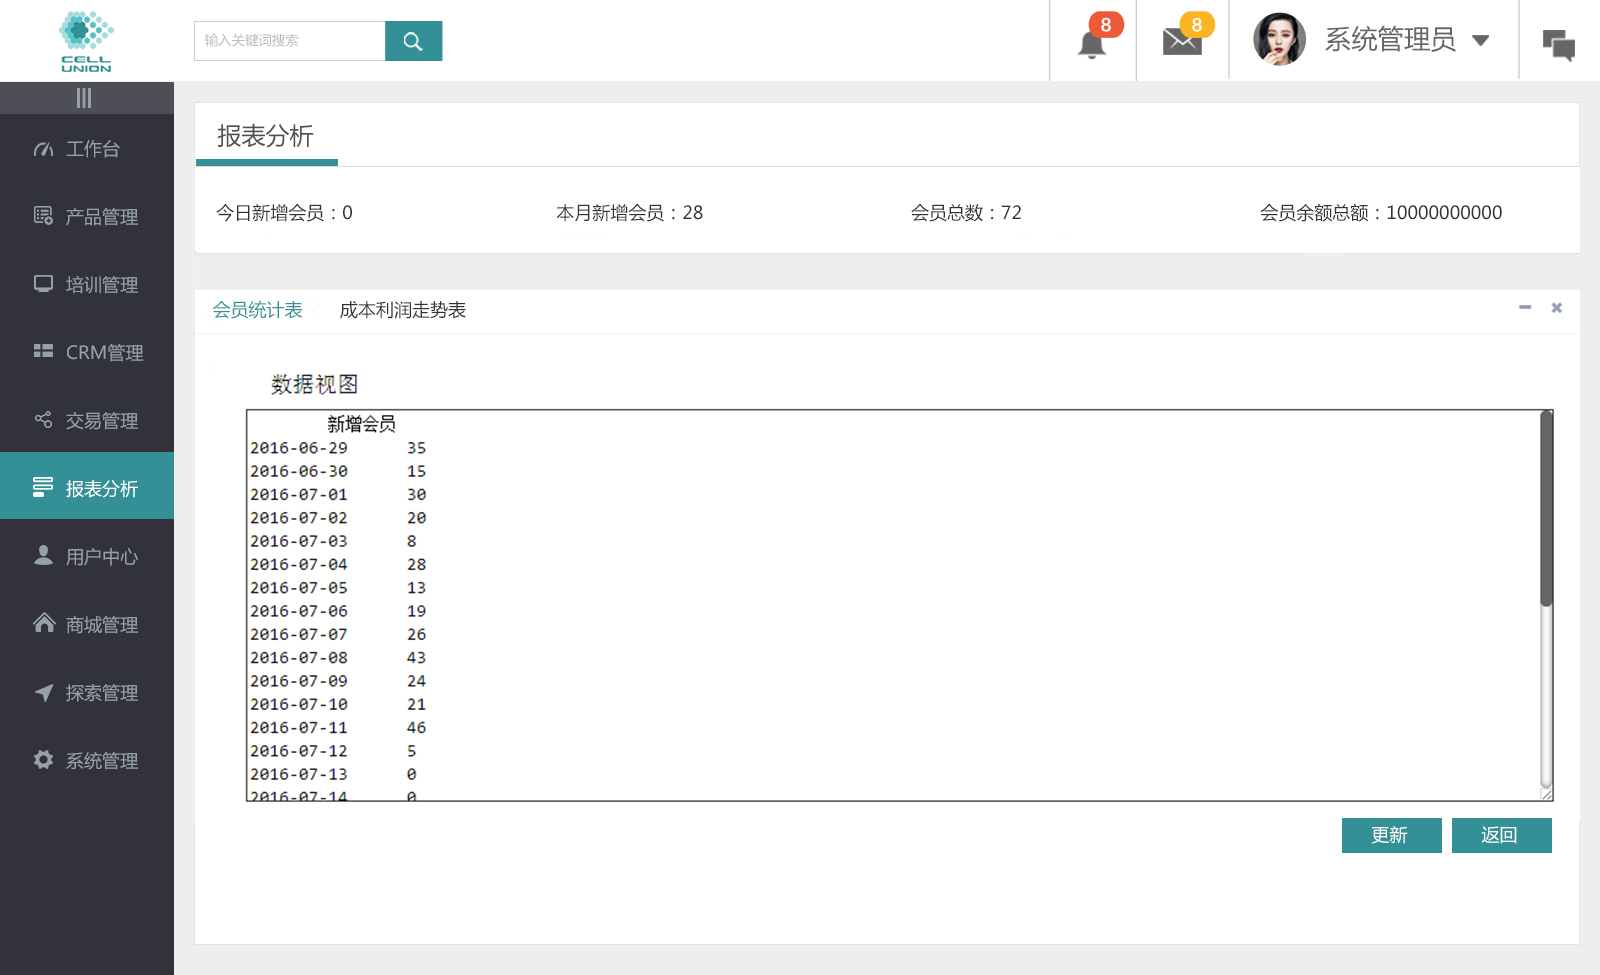 CELL
UNION
输入关键词搜索
8
8
系统管理员
工作台
产品管理
培训管理
CRM管理
交易管理
报表分析
用户中心
商城管理
探索管理
系统管理
报表分析
今日新增会员：0 本月新增会员：28 会员总数：72 会员余额总额：10000000000
会员统计表 成本利润走势表
数据视图
新增会员
2016-06-29 35
2016-06-30 15
2016-07-01 30
2016-07-02 20
2016-07-03 8
2016-07-04 28
2016-07-05 13
2016-07-06 19
2016-07-07 26
2016-07-08 43
2016-07-09 24
2016-07-10 21
2016-07-11 46
2016-07-12 5
2016-07-13 0
2016-07-14 0
更新 返回